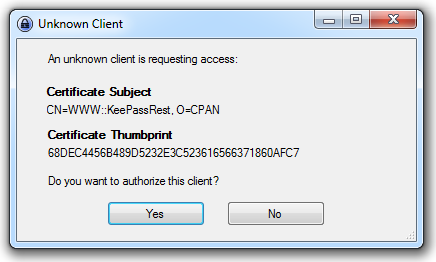 Unknown Client
An unknown client is requesting access:
Certificate Subject
CN=WWW::KeePassRest, O=CPAN
Certificate Thumbprint
68DEC4456B489D5232E3C523616566371860AFC7
Do you want to authorize this client?
Yes No